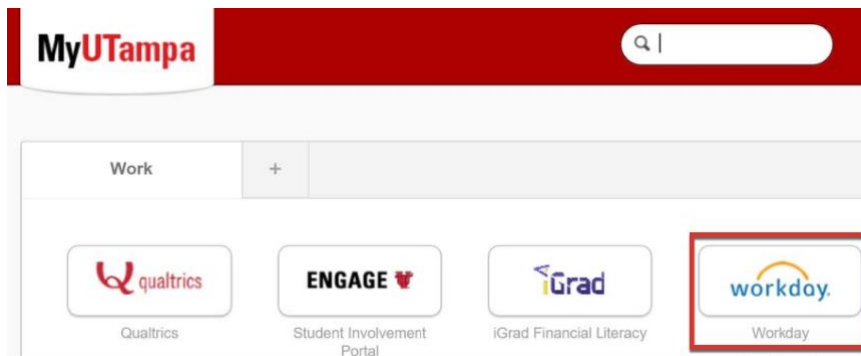 MyUTampa
Work +
qualtrics ENGAGE iGrad workday.
Qualtrics Student Involvement iGrad Financial Literacy Workday
Portal